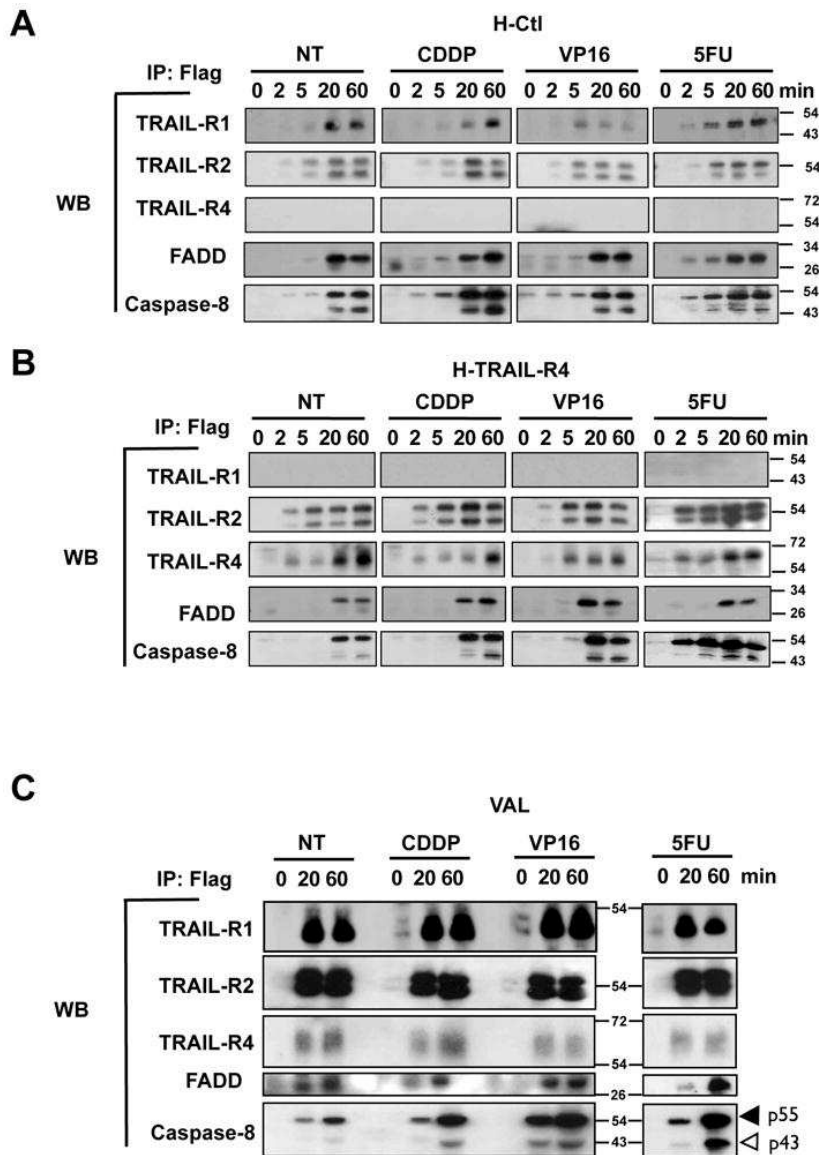 A
H-Ctl
NT CDDP VP16 5FU
IP: Flag 0 2 5 20 60 0 2 5 20 60 0 2 5 20 60 0 2 5 20 60 min
TRAIL-R1 54
43
TRAIL-R2 54
WB TRAIL-R4 72
54
FADD 34
26
Caspase-8 54
43
B
H-TRAIL-R4
NT CDDP VP16 5FU
IP: Flag
0 2 5 20 60 0 2 5 20 60 0 2 5 20 60 0 2 5 20 60 min
TRAIL-R1 54
43
TRAIL-R2 54
WB TRAIL-R4 72
54
FADD 34
26
Caspase-8 54
43
C
VAL
NT CDDP VP16 5FU
IP: Flag 0 20 60 0 20 60 0 20 60 0 20 60 min
54
TRAIL-R1
TRAIL-R2 54
WB TRAIL-R4 72
54
FADD
26
Caspase-8 54 p55
43 p43